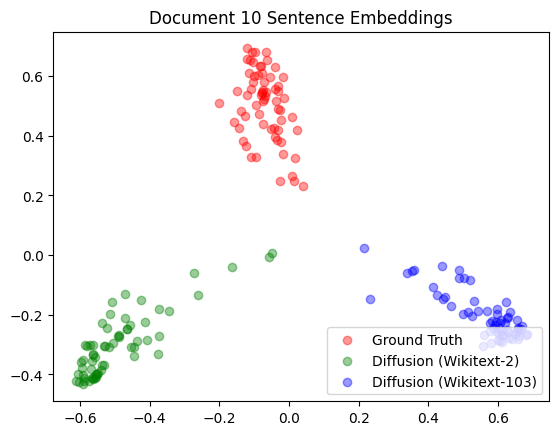 Document 10 Sentence Embeddings
0.6
0.4
0.2
0.0
−0.2
−0.4
Ground Truth
Diffusion (Wikitext-2)
Diffusion (Wikitext-103)
−0.6 −0.4 −0.2 0.0 0.2 0.4 0.6